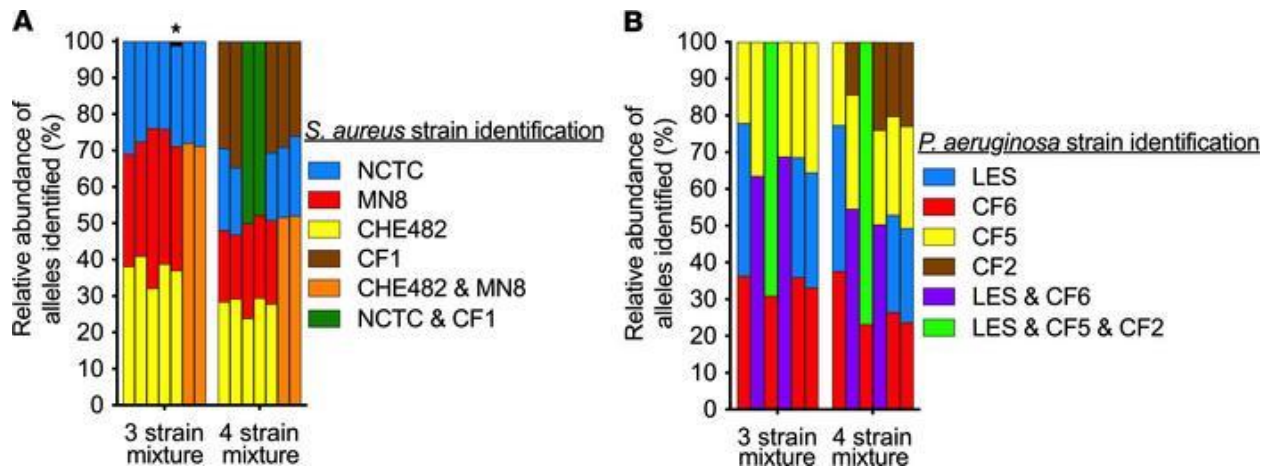 A
*
100
90
80
70
60
50
40
30
20
10
0
Relative abundance of
alleles identified (%)
3 strain
mixture
4 strain
mixture
S. aureus strain identification
NCTC
MN8
CHE482
CF1
CHE482 & MN8
NCTC & CF1
B
100
90
80
70
60
50
40
30
20
10
0
Relative abundance of
alleles identified (%)
3 strain
mixture
4 strain
mixture
P. aeruginosa strain identification
LES
CF6
CF5
CF2
LES & CF6
LES & CF5 & CF2